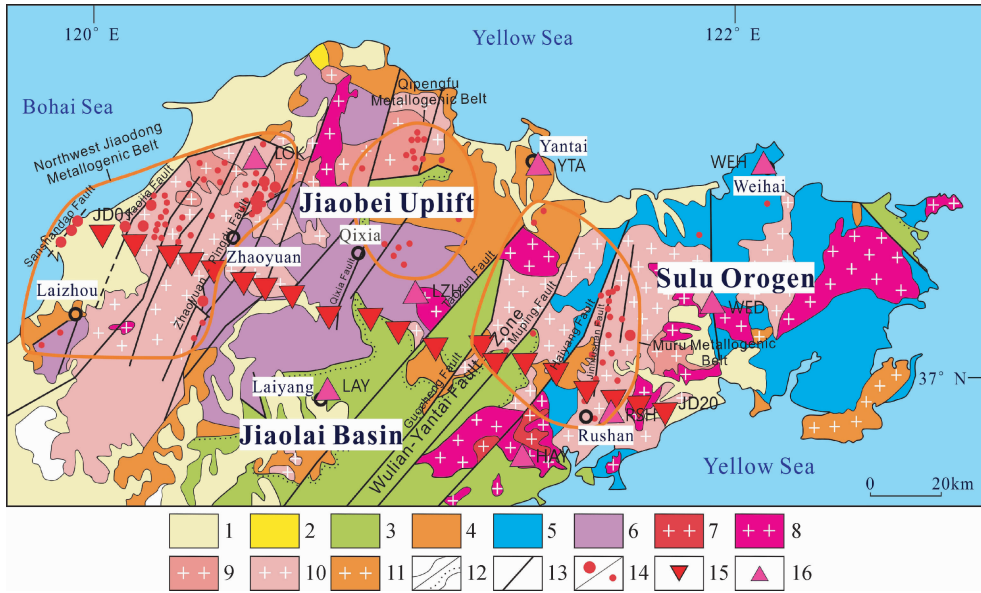 120° E
Yellow Sea
122° E
Bohai Sea
Qipengfu
Metallogenic Belt
Northwest Jiaodong
Metallogenic Belt
LOK
Yantai
YTA
WEH
Weihai
Sanshandao Fault
JD01
Jiaojia Fault
Jiaobei Uplift
Pingdu Fault
Zhaoyuan
Qixia
Sulu Orogen
Laizhou
Zhaoyuan
Qixia Fault
LZH
Taocun Fault
WED
Zone
Muping Fault
Haiyang Fault
Jinniushan Fault
Muru Metallogenic
Belt
Laiyang
LAY
Guocheng Fault
Wulian-Yantai Fault
37° N
Jiaolai Basin
RSH
JD20
Rushan
HAY
Yellow Sea
0 20km
1 2 3 4 5 6 7 8
9 10 11 12 13 14 15 16